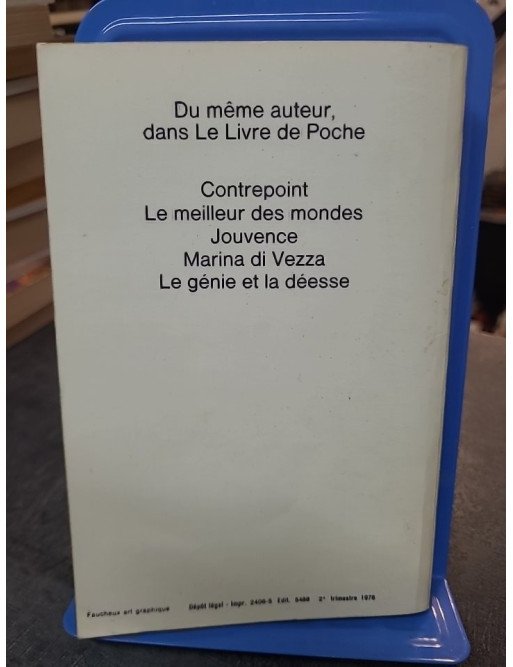 Du même auteur,
dans Le Livre de Poche
Contrepoint
Le meilleur des mondes
Jouvence
Marina di Vezza
Le génie et la déesse
Faucheux art graphique
Dépôt légal - Impr. 2406-5 Edit. 5460 2e trimestre 1976